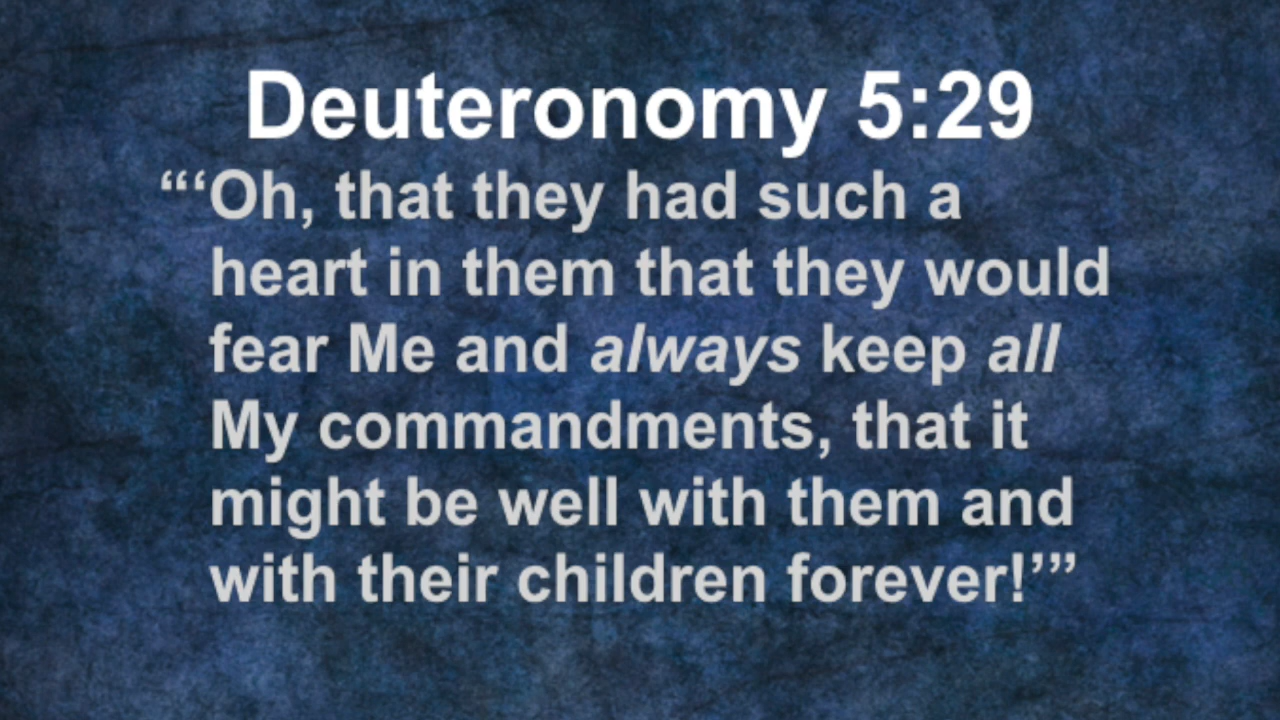 Deuteronomy 5:29
“‘Oh, that they had such a
heart in them that they would
fear Me and always keep all
My commandments, that it
might be well with them and
with their children forever!’”